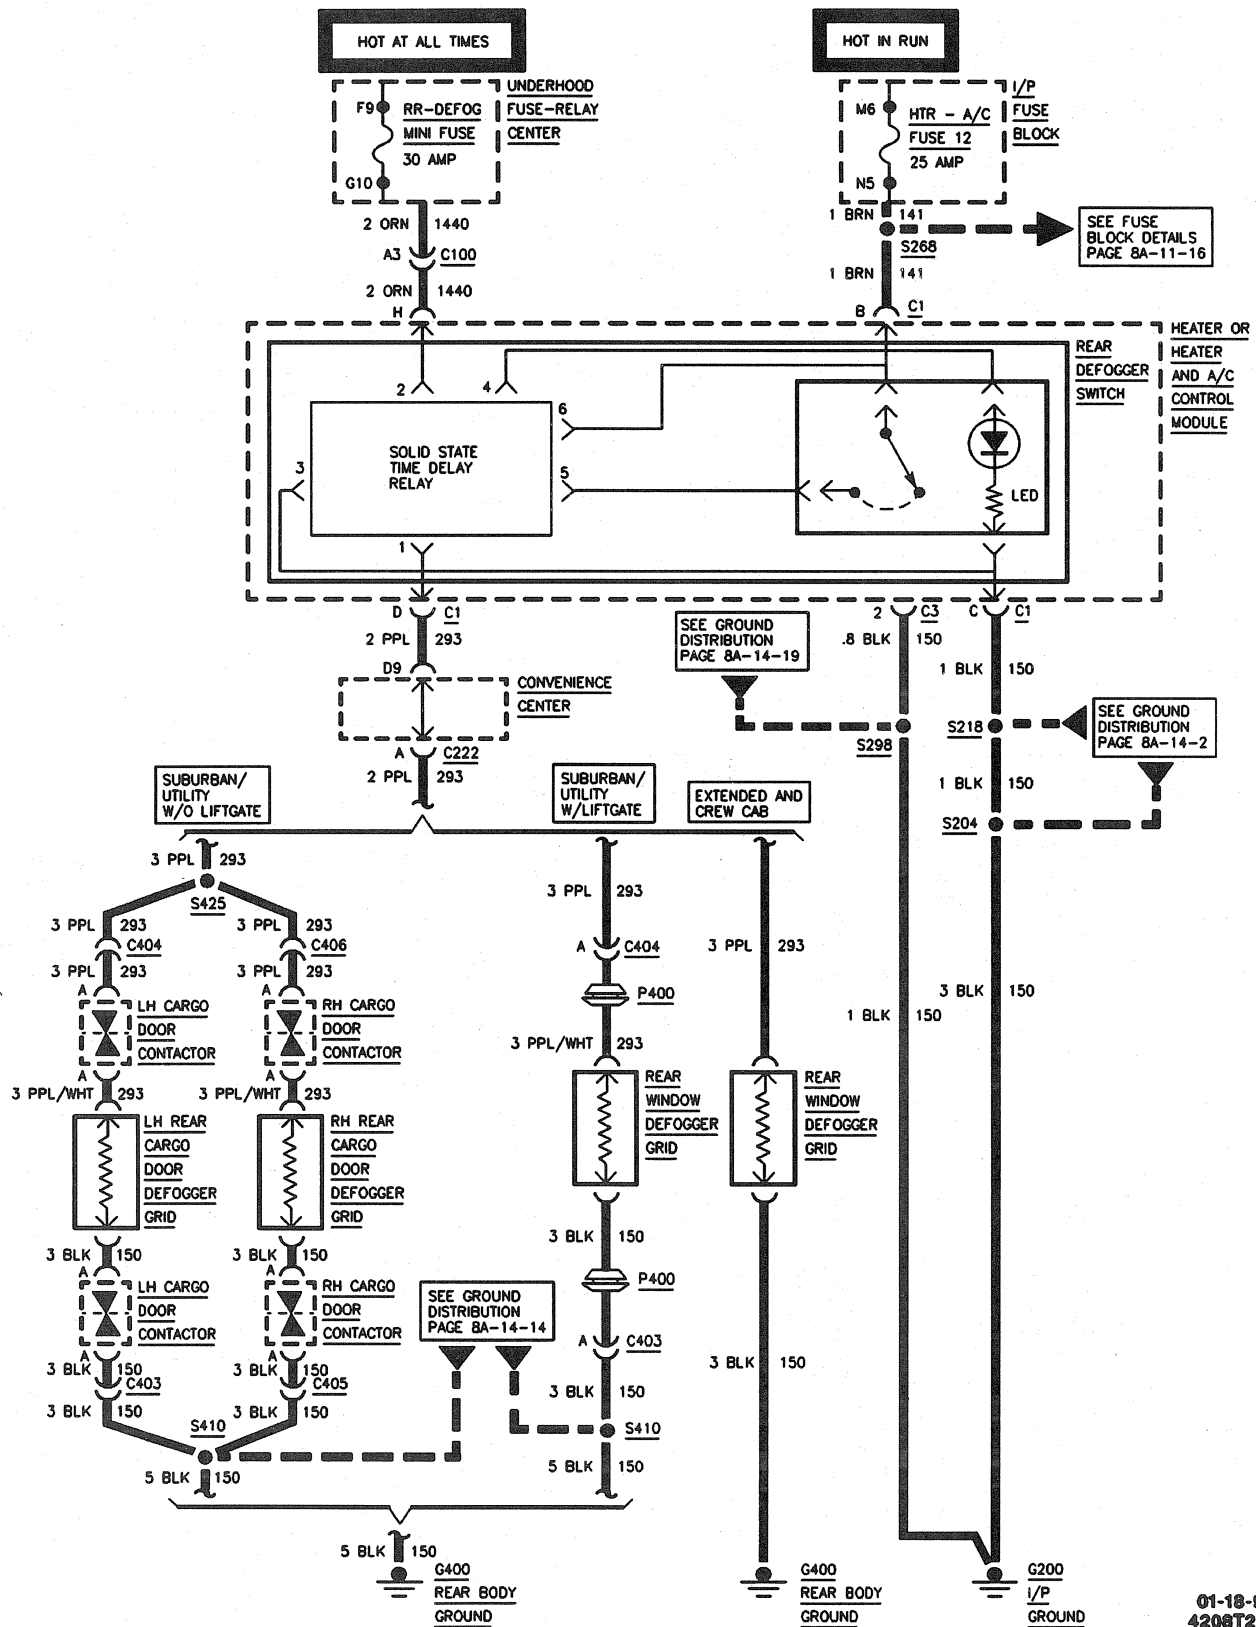 HOT AT ALL TIMES
HOT IN RUN
F9
RR-DEFOG
MINI FUSE
30 AMP
G10
UNDERHOOD
FUSE-RELAY
CENTER
M6
HTR - A/C
FUSE 12
25 AMP
N5
I/P
FUSE
BLOCK
2 ORN 1440
A3 C100
2 ORN 1440
H
1 BRN 141
S268
1 BRN 141
B C1
SEE FUSE
BLOCK DETAILS
PAGE 8A-11-16
HEATER OR
HEATER
AND A/C
CONTROL
MODULE
REAR
DEFOGGER
SWITCH
2
4
6
3
5
1
SOLID STATE
TIME DELAY
RELAY
LED
D C1
2 PPL 293
D9
CONVENIENCE
CENTER
A C222
2 PPL 293
2 C3
C C1
.8 BLK 150
1 BLK 150
SEE GROUND
DISTRIBUTION
PAGE 8A-14-19
S298
S218
SEE GROUND
DISTRIBUTION
PAGE 8A-14-2
1 BLK 150
S204
SUBURBAN/
UTILITY
W/O LIFTGATE
SUBURBAN/
UTILITY
W/LIFTGATE
EXTENDED AND
CREW CAB
3 PPL 293
S425
3 PPL 293
C404
3 PPL 293
A
LH CARGO
DOOR
CONTACTOR
A
3 PPL/WHT 293
LH REAR
CARGO
DOOR
DEFOGGER
GRID
3 BLK 150
A
LH CARGO
DOOR
CONTACTOR
A
3 BLK 150
C403
3 BLK 150
3 PPL 293
C406
3 PPL 293
A
RH CARGO
DOOR
CONTACTOR
A
3 PPL/WHT 293
RH REAR
CARGO
DOOR
DEFOGGER
GRID
3 BLK 150
A
RH CARGO
DOOR
CONTACTOR
A
3 BLK 150
C405
3 BLK 150
S410
5 BLK 150
SEE GROUND
DISTRIBUTION
PAGE 8A-14-14
3 PPL 293
A C404
P400
3 PPL/WHT 293
REAR
WINDOW
DEFOGGER
GRID
3 BLK 150
P400
A C403
3 BLK 150
S410
5 BLK 150
3 PPL 293
REAR
WINDOW
DEFOGGER
GRID
3 BLK 150
1 BLK 150
3 BLK 150
5 BLK 150
G400
REAR BODY
GROUND
G400
REAR BODY
GROUND
G200
I/P
GROUND
01-18-9
4208T2